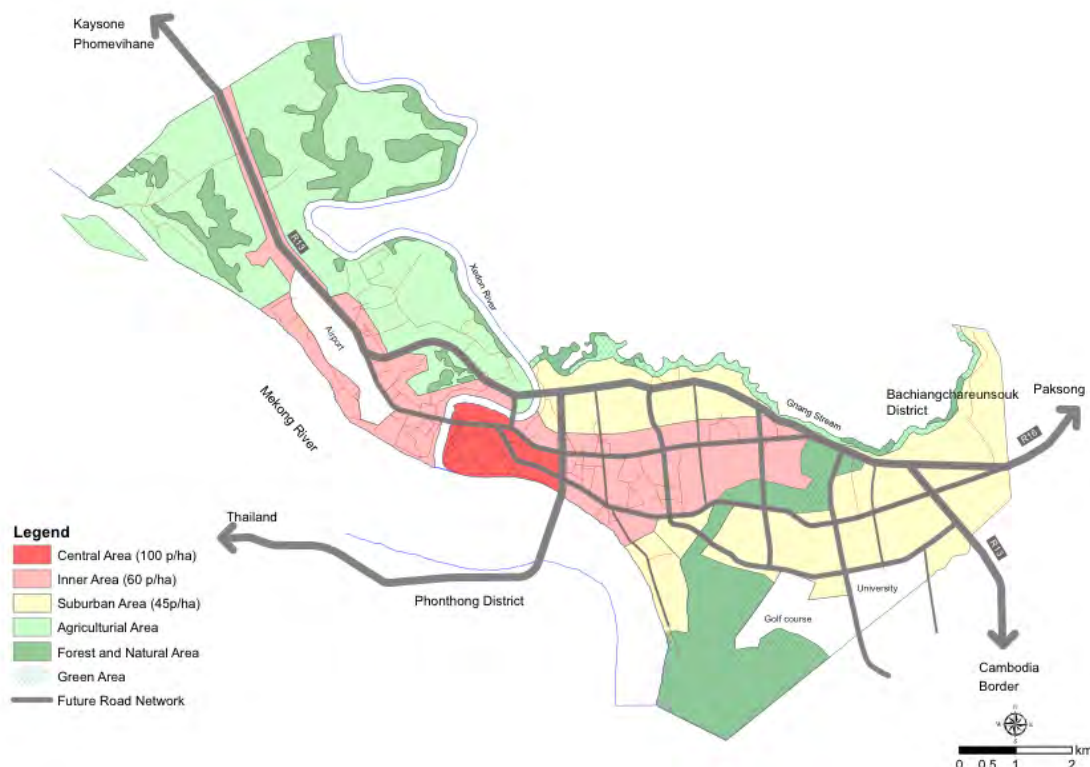 Kaysone
Phomevihane
R13
Xedon River
Airport
Mekong River
Gnang Stream
Bachiangchareunsouk
District
Paksong
R16
Thailand
R13
Phonthong District
University
Golf course
Cambodia
Border
Legend
Central Area (100 p/ha)
Inner Area (60 p/ha)
Suburban Area (45p/ha)
Agriculturial Area
Forest and Natural Area
Green Area
Future Road Network
km
0 0.5 1 2